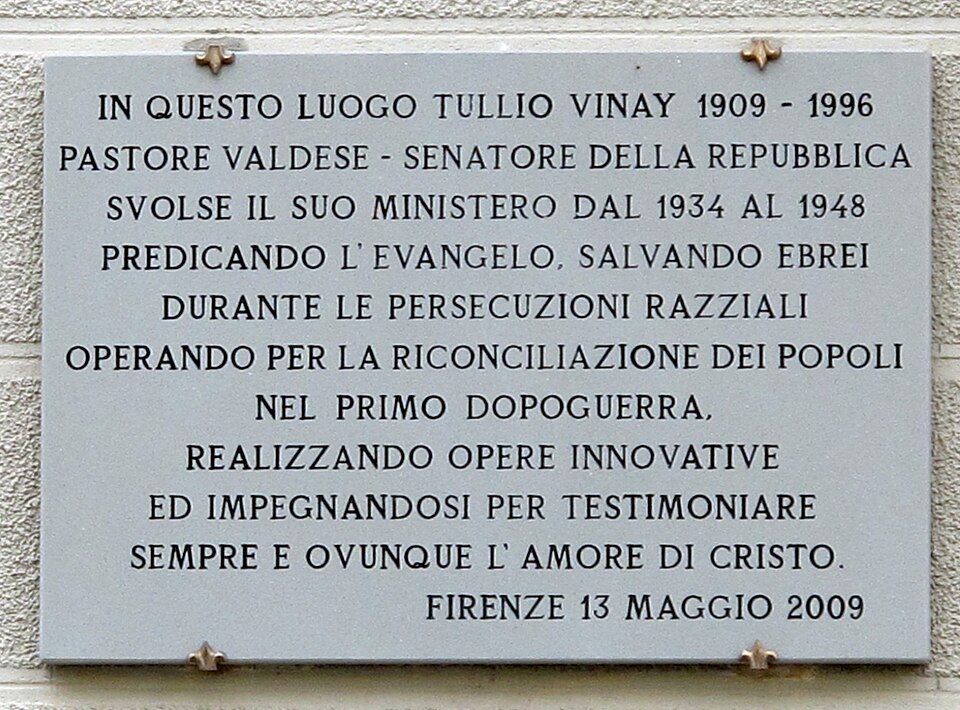 IN QUESTO LUOGO TULLIO VINAY 1909 - 1996
PASTORE VALDESE - SENATORE DELLA REPUBBLICA
SVOLSE IL SUO MINISTERO DAL 1934 AL 1948
PREDICANDO L'EVANGELO, SALVANDO EBREI
DURANTE LE PERSECUZIONI RAZZIALI
OPERANDO PER LA RICONCILIAZIONE DEI POPOLI
NEL PRIMO DOPOGUERRA,
REALIZZANDO OPERE INNOVATIVE
ED IMPEGNANDOSI PER TESTIMONIARE
SEMPRE E OVUNQUE L'AMORE DI CRISTO.
FIRENZE 13 MAGGIO 2009